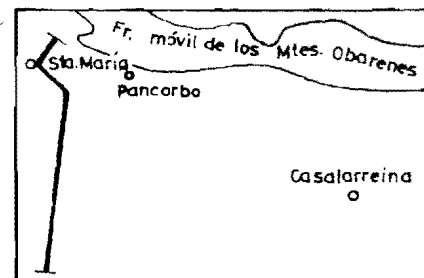 Fr. móvil de los Mtes. Obarenes
Sta. María
Pancorbo
Casalarreina